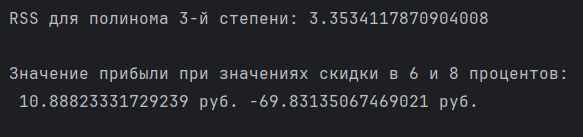 RSS для полинома 3-й степени: 3.3534117870904008
Значение прибыли при значениях скидки в 6 и 8 процентов:
10.88823331729239 руб. -69.83135067469021 руб.